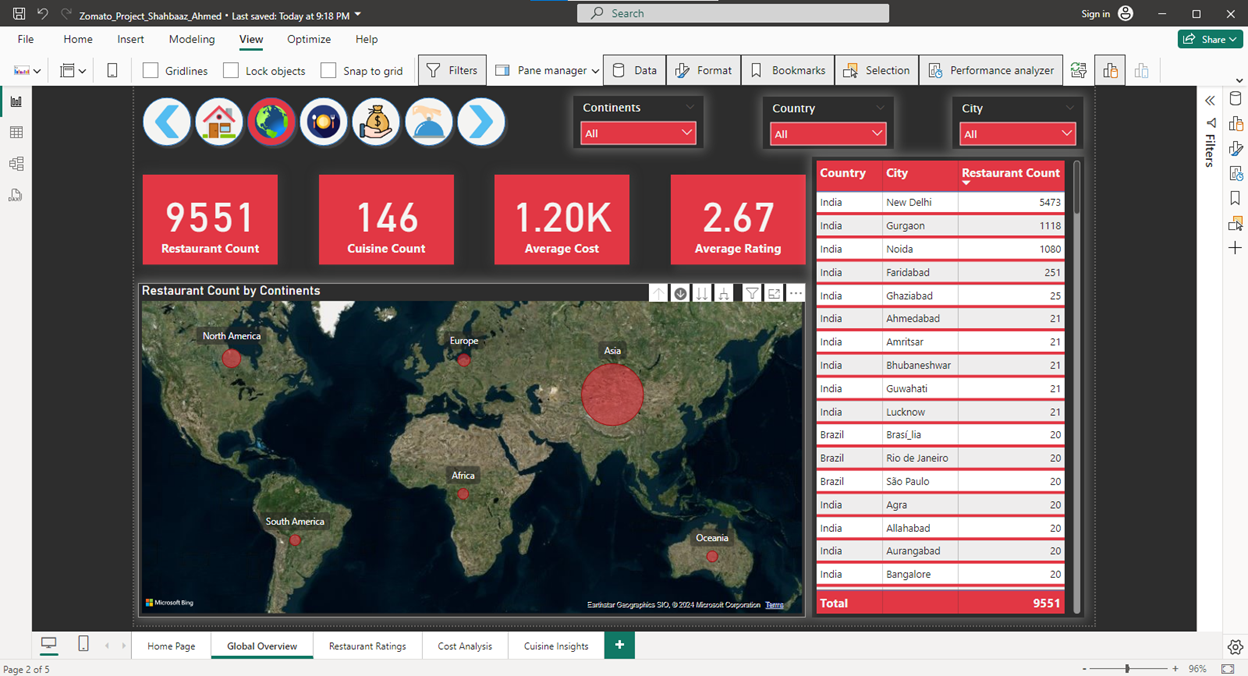 Zomato_Project_Shahbaaz_Ahmed • Last saved: Today at 9:18 PM
Search
Sign in
File Home Insert Modeling View Optimize Help
Share
Gridlines Lock objects Snap to grid Filters Pane manager Data Format Bookmarks Selection Performance analyzer
Continents
All
Country
All
City
All
Filters
9551
Restaurant Count
146
Cuisine Count
1.20K
Average Cost
2.67
Average Rating
Restaurant Count by Continents
North America
Europe
Asia
Africa
South America
Oceania
Microsoft Bing
Earthstar Geographics SIO, © 2024 Microsoft Corporation Terms
Country City Restaurant Count
India New Delhi 5473
India Gurgaon 1118
India Noida 1080
India Faridabad 251
India Ghaziabad 25
India Ahmedabad 21
India Amritsar 21
India Bhubaneshwar 21
India Guwahati 21
India Lucknow 21
Brazil Brasí_lia 20
Brazil Rio de Janeiro 20
Brazil São Paulo 20
India Agra 20
India Allahabad 20
India Aurangabad 20
India Bangalore 20
Total 9551
Home Page Global Overview Restaurant Ratings Cost Analysis Cuisine Insights +
Page 2 of 5
- + 96%